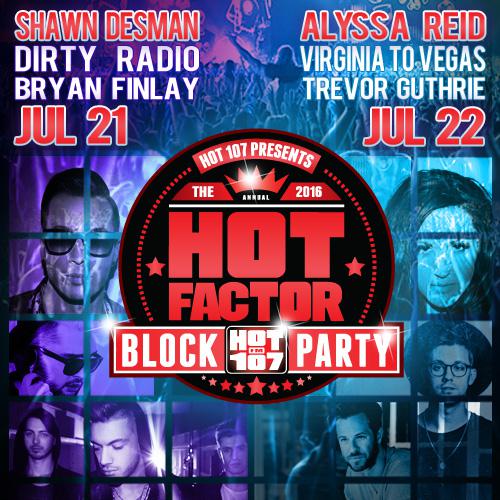 SHAWN DESMAN
DIRTY RADIO
BRYAN FINLAY
JUL 21
ALYSSA REID
VIRGINIA TO VEGAS
TREVOR GUTHRIE
JUL 22
HOT 107 PRESENTS
THE ANNUAL 2016
HOT
FACTOR
BLOCK HOT 107 PARTY